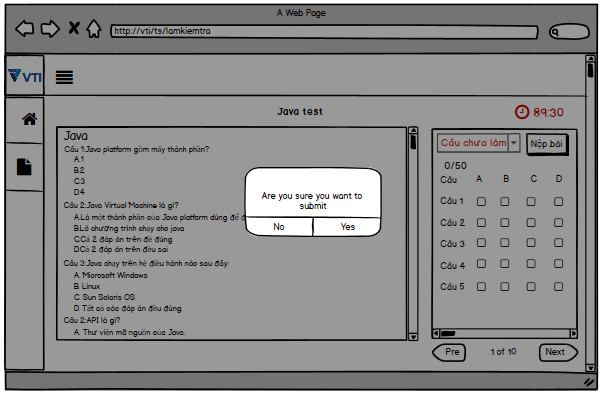 A Web Page
http://vti/ts/lamkiemtra
VTI
Java test
89:30
Java
Câu 1:Java platform gồm mấy thành phần?
A.1
B.2
C.3
D.4
Câu 2:Java Virtual Machine là gì?
A.Là một thành phần của Java platform dùng để đ
B.Là chương trình chạy cho java
C.Cả 2 đáp án trên đề đúng
D.Cả 2 đáp án trên đều sai
Câu 3:Java chạy trên hệ điều hành nào sau đây:
A. Microsoft Windows
B. Linux
C. Sun Solaris OS
D. Tất cả các đáp án đều đúng.
Câu 2:API là gì?
A. Thư viện mã nguồn của Java.
Are you sure you want to
submit
No Yes
Câu chưa làm
Nộp bài
0/50
Câu A B C D
Câu 1
Câu 2
Câu 3
Câu 4
Câu 5
Pre 1 of 10 Next